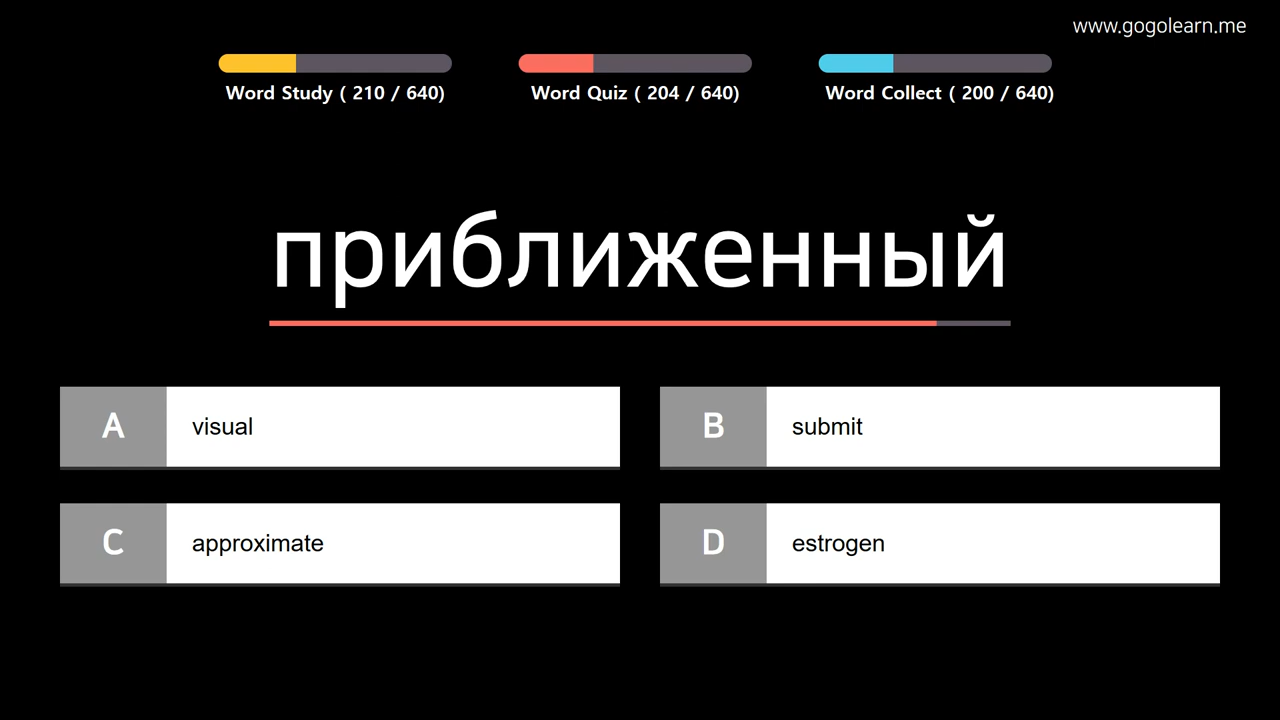 www.gogolearn.me
Word Study ( 210 / 640)
Word Quiz ( 204 / 640)
Word Collect ( 200 / 640)
приближенный
A visual
B submit
C approximate
D estrogen